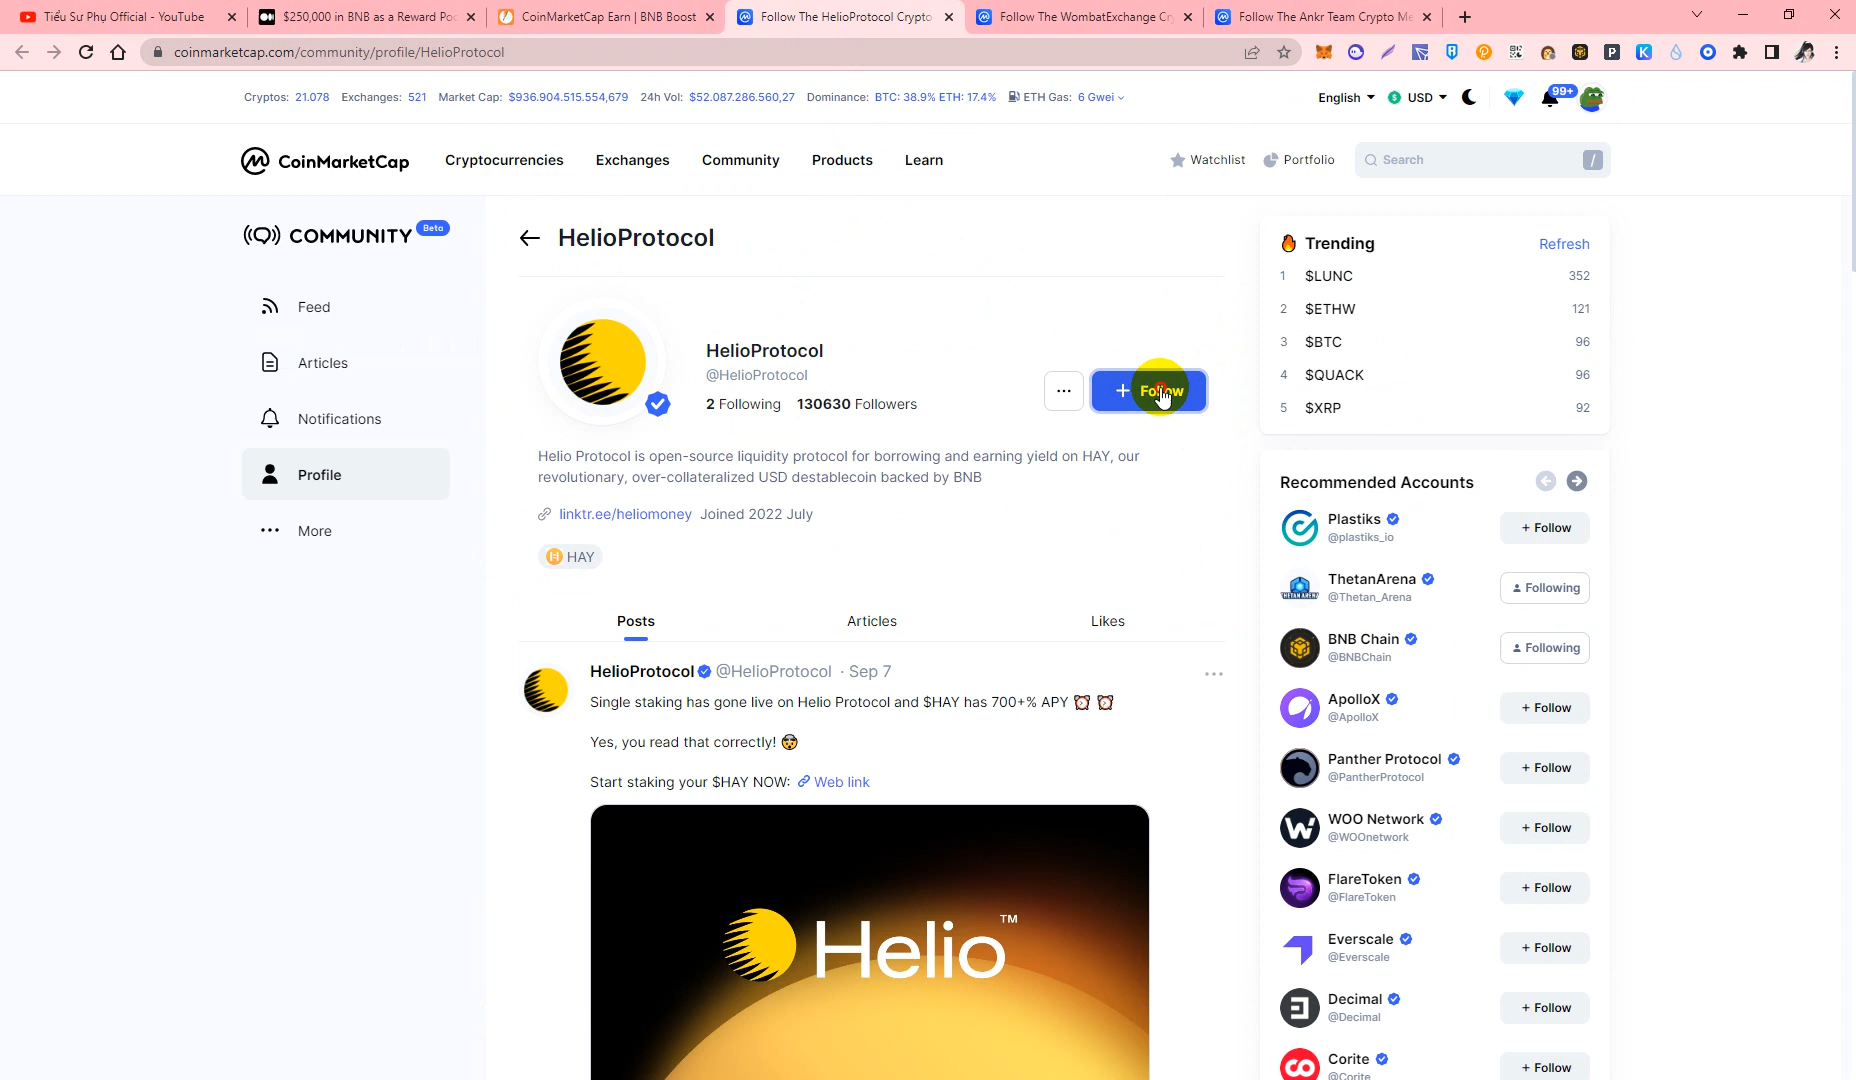 Tiểu Sư Phụ Official - YouTube
$250,000 in BNB as a Reward Po
CoinMarketCap Earn | BNB Boost
Follow The HelioProtocol Crypto
Follow The WombatExchange Cr
Follow The Ankr Team Crypto Me
coinmarketcap.com/community/profile/HelioProtocol
Cryptos: 21.078 Exchanges: 521 Market Cap: $936.904.515.554,679 24h Vol: $52.087.286.560,27 Dominance: BTC: 38.9% ETH: 17.4% ETH Gas: 6 Gwei
English USD 99+
CoinMarketCap Cryptocurrencies Exchanges Community Products Learn Watchlist Portfolio Search /
COMMUNITY Beta
Feed
Articles
Notifications
Profile
More
HelioProtocol
HelioProtocol
@HelioProtocol
2 Following 130630 Followers
... + Follow
Helio Protocol is open-source liquidity protocol for borrowing and earning yield on HAY, our
revolutionary, over-collateralized USD destablecoin backed by BNB
linktr.ee/heliomoney Joined 2022 July
HAY
Posts Articles Likes
HelioProtocol @HelioProtocol · Sep 7
Single staking has gone live on Helio Protocol and $HAY has 700+% APY ⏰ ⏰
Yes, you read that correctly! 🤯
Start staking your $HAY NOW: Web link
Helio™
Trending Refresh
1 $LUNC 352
2 $ETHW 121
3 $BTC 96
4 $QUACK 96
5 $XRP 92
Recommended Accounts
Plastiks
@plastiks_io
+ Follow
ThetanArena
@Thetan_Arena
Following
BNB Chain
@BNBChain
Following
ApolloX
@ApolloX
+ Follow
Panther Protocol
@PantherProtocol
+ Follow
WOO Network
@WOOnetwork
+ Follow
FlareToken
@FlareToken
+ Follow
Everscale
@Everscale
+ Follow
Decimal
@Decimal
+ Follow
Corite
@Corite
+ Follow